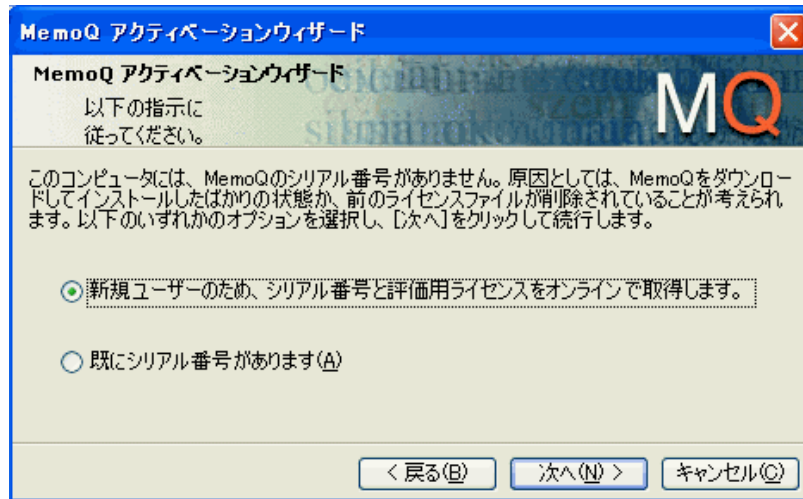 MemoQ アクティベーションウィザード
MemoQ アクティベーションウィザード
以下の指示に
従ってください。
MQ
このコンピュータには、MemoQのシリアル番号がありません。原因としては、MemoQをダウンロー
ドしてインストールしたばかりの状態か、前のライセンスファイルが削除されていることが考えられ
ます。以下のいずれかのオプションを選択し、[次へ]をクリックして続行します。
新規ユーザーのため、シリアル番号と評価用ライセンスをオンラインで取得します。
既にシリアル番号があります(A)
< 戻る(B)
次へ(N) >
キャンセル(C)